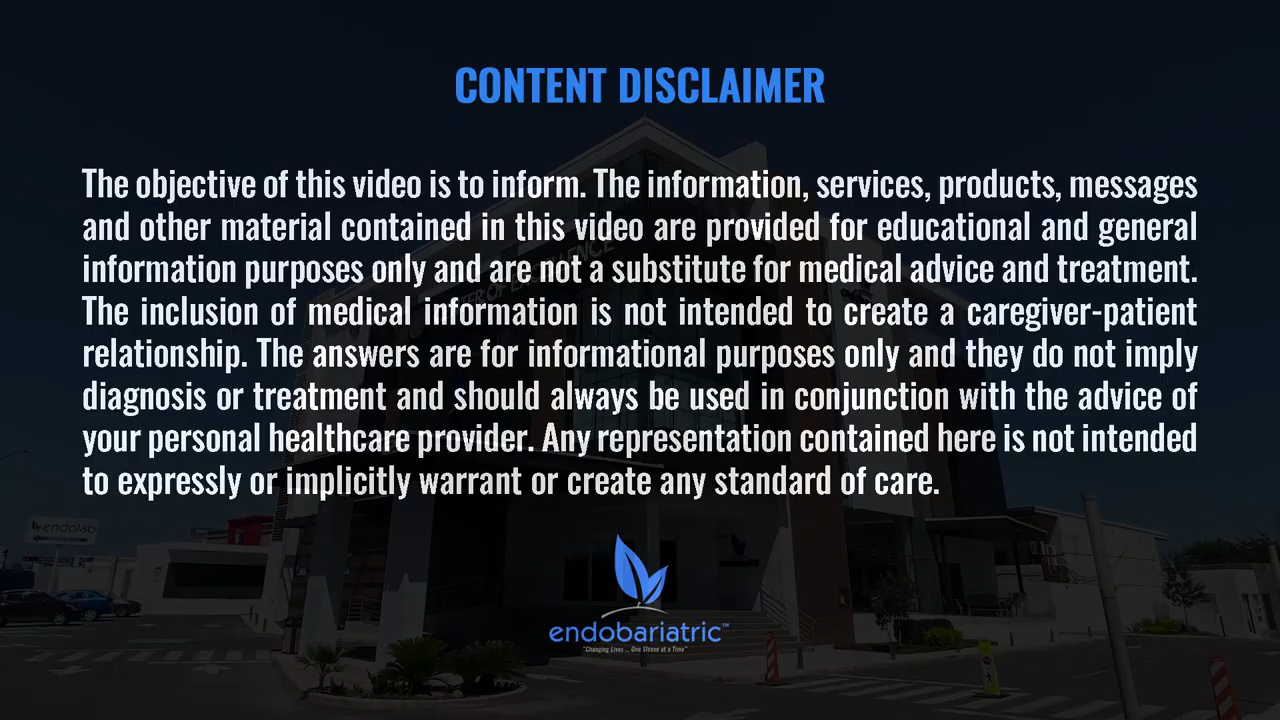 CONTENT DISCLAIMER
The objective of this video is to inform. The information, services, products, messages
and other material contained in this video are provided for educational and general
information purposes only and are not a substitute for medical advice and treatment.
The inclusion of medical information is not intended to create a caregiver-patient
relationship. The answers are for informational purposes only and they do not imply
diagnosis or treatment and should always be used in conjunction with the advice of
your personal healthcare provider. Any representation contained here is not intended
to expressly or implicitly warrant or create any standard of care.
endolab
endobariatric™
"Changing Lives ... One Sleeve at a Time"